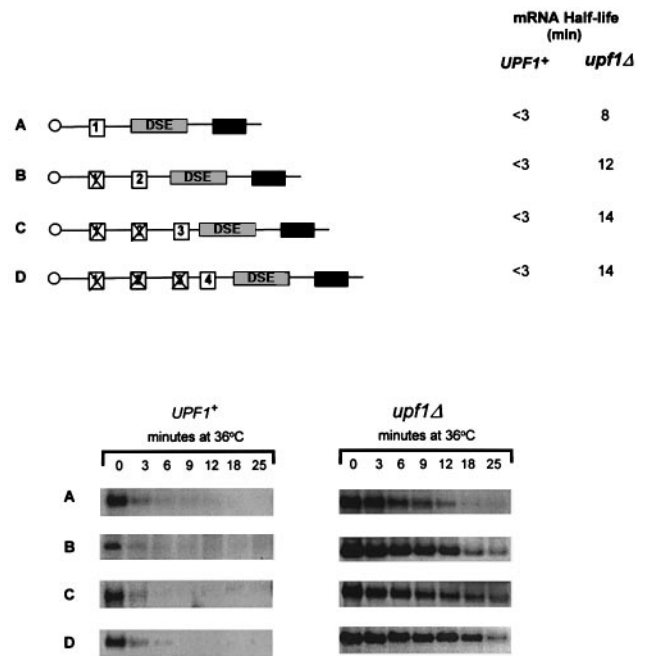 mRNA Half-life
(min)
UPF1+ upf1Δ
A 1 DSE <3 8
B 2 DSE <3 12
C 3 DSE <3 14
D 4 DSE <3 14
UPF1+ upf1Δ
minutes at 36°C minutes at 36°C
0 3 6 9 12 18 25 0 3 6 9 12 18 25
A
B
C
D